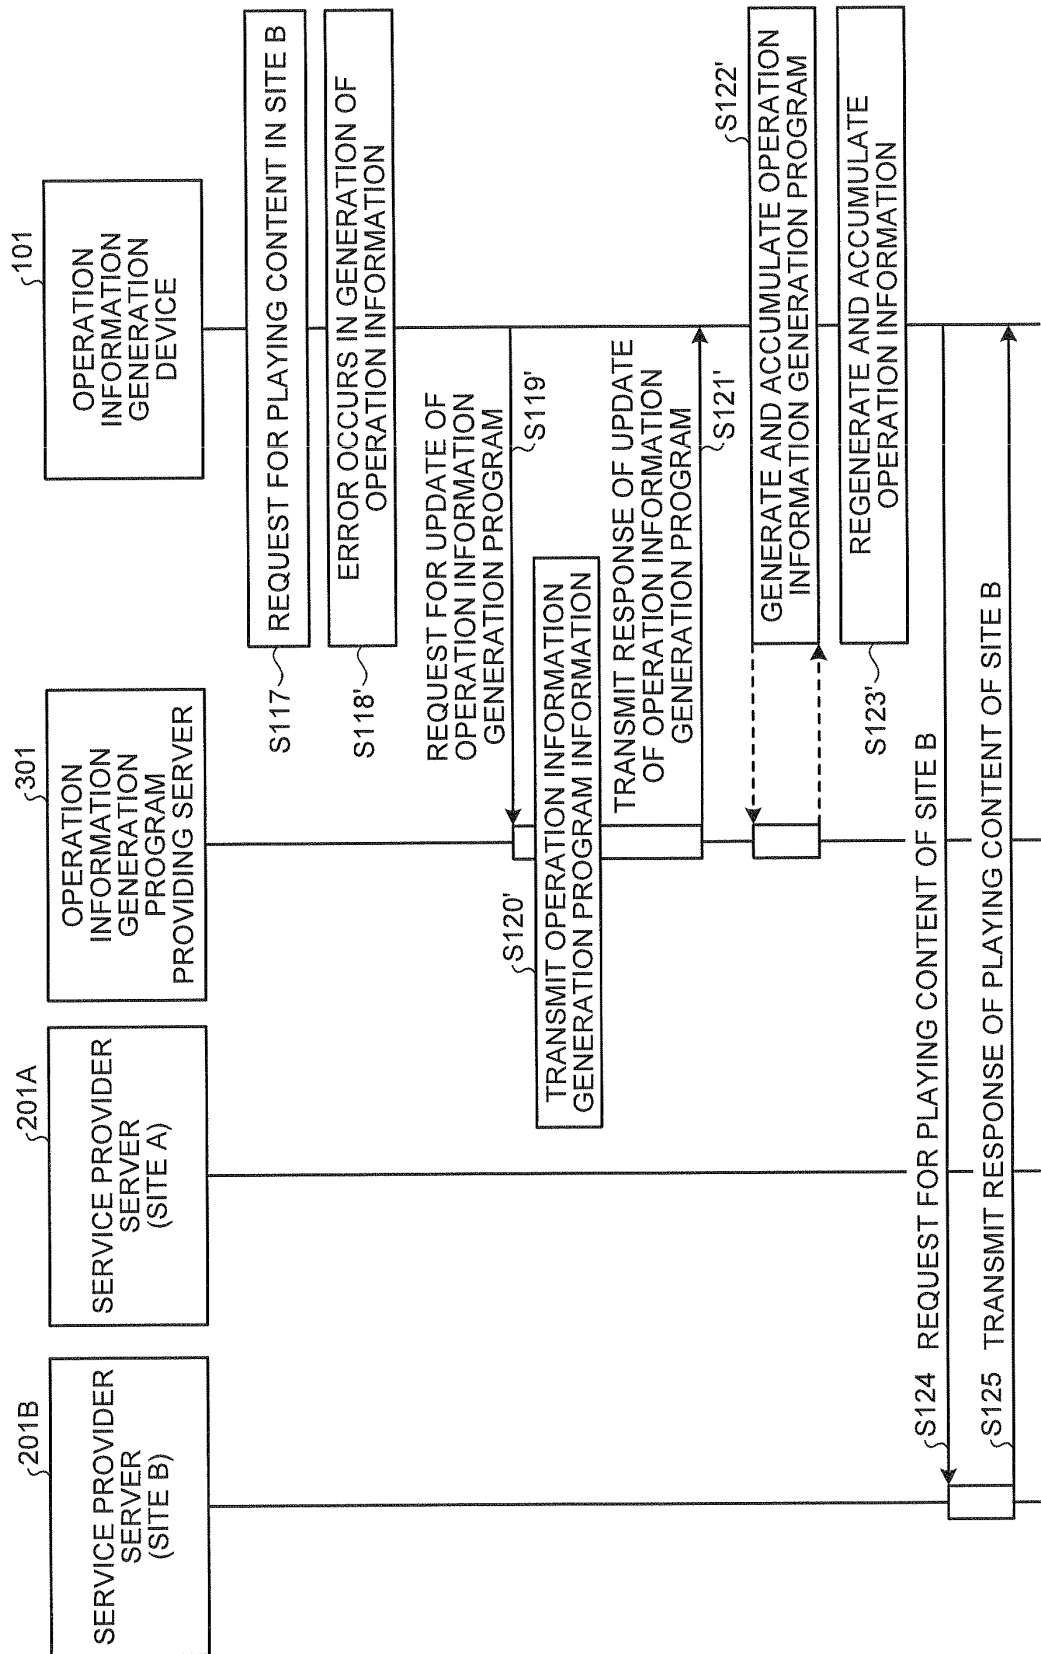 101
OPERATION
INFORMATION
GENERATION
DEVICE
301
OPERATION
INFORMATION
GENERATION
PROGRAM
PROVIDING SERVER
201A
SERVICE PROVIDER
SERVER
(SITE A)
201B
SERVICE PROVIDER
SERVER
(SITE B)
S117
REQUEST FOR PLAYING CONTENT IN SITE B
S118'
ERROR OCCURS IN GENERATION OF
OPERATION INFORMATION
REQUEST FOR UPDATE OF
OPERATION INFORMATION
GENERATION PROGRAM
S119'
S120'
TRANSMIT OPERATION INFORMATION
GENERATION PROGRAM INFORMATION
TRANSMIT RESPONSE OF UPDATE
OF OPERATION INFORMATION
GENERATION PROGRAM
S121'
S122'
GENERATE AND ACCUMULATE OPERATION
INFORMATION GENERATION PROGRAM
S123'
REGENERATE AND ACCUMULATE
OPERATION INFORMATION
S124 REQUEST FOR PLAYING CONTENT OF SITE B
S125 TRANSMIT RESPONSE OF PLAYING CONTENT OF SITE B